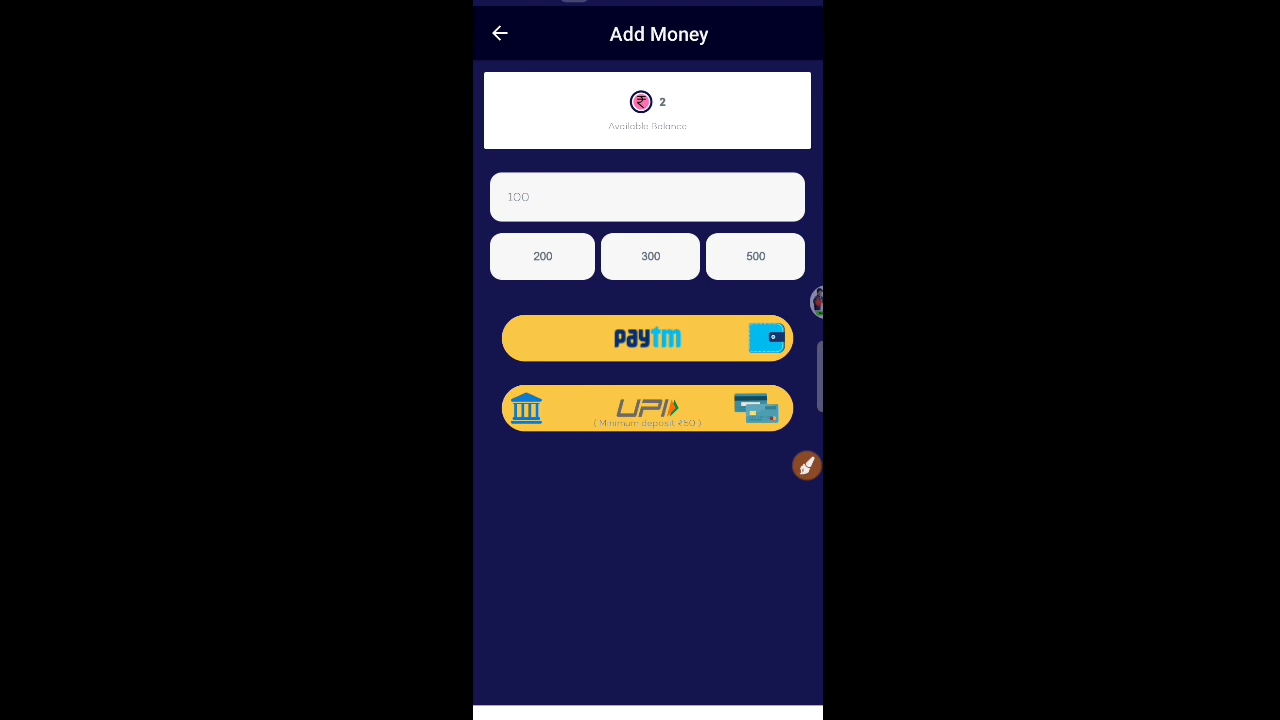 Add Money
₹ 2
Available Balance
100
200 300 500
paytm
UPI
( Minimum deposit ₹50 )